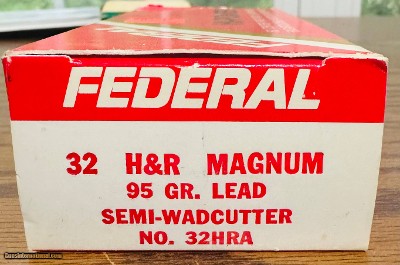 FEDERAL
32 H&R MAGNUM
95 GR. LEAD
SEMI-WADCUTTER
NO. 32HRA